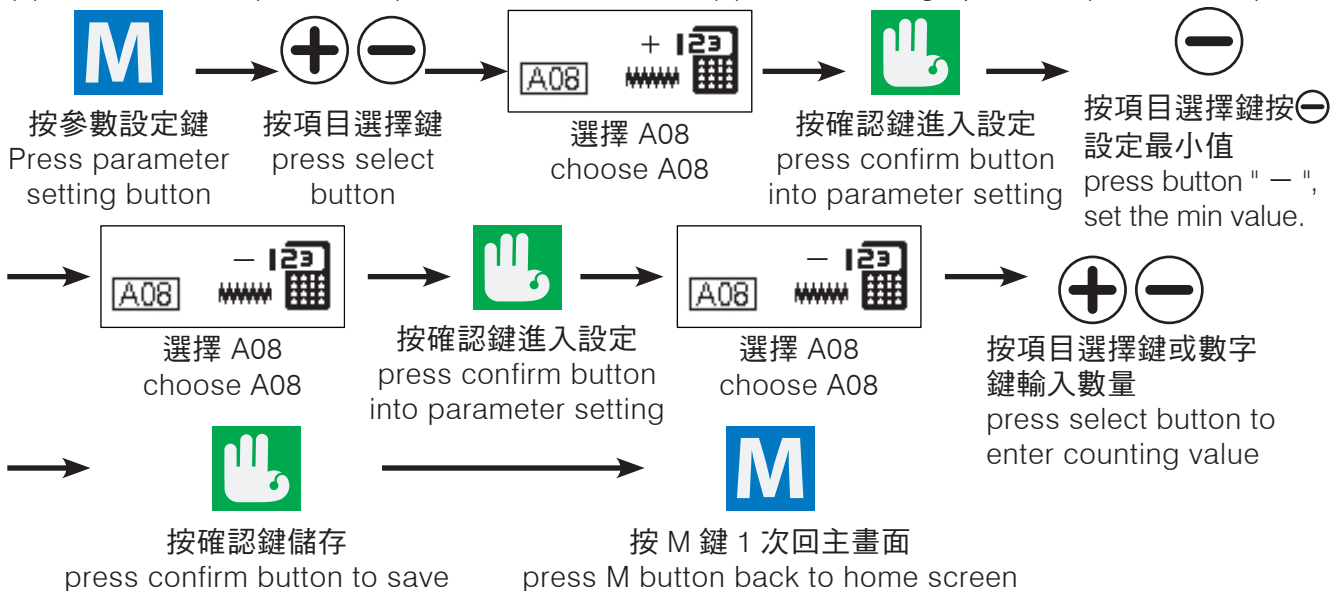 M
+ 123
A08
按參數設定鍵
Press parameter
setting button
按項目選擇鍵
press select
button
選擇 A08
choose A08
按確認鍵進入設定
press confirm button
into parameter setting
按項目選擇鍵按⊖
設定最小值
press button " － ",
set the min value.
－ 123
A08
選擇 A08
choose A08
按確認鍵進入設定
press confirm button
into parameter setting
－ 123
A08
選擇 A08
choose A08
按項目選擇鍵或數字
鍵輸入數量
press select button to
enter counting value
按確認鍵儲存
press confirm button to save
M
按 M 鍵 1 次回主畫面
press M button back to home screen